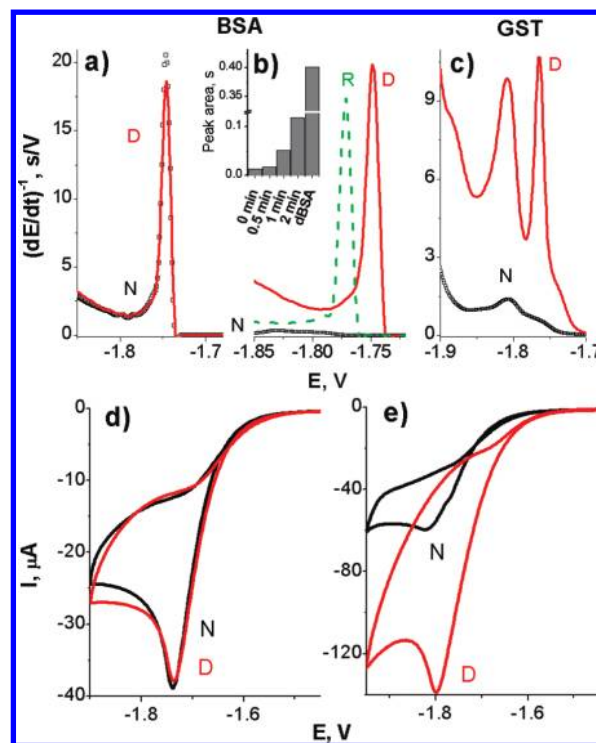 BSA
GST
a)
b)
c)
D
N
R
D
N
D
N
20
15
10
5
0
(dE/dt)⁻¹, s/V
-1.8
-1.7
Peak area, s
0.40
0.35
0.1
0.0
0 min
0.5 min
1 min
2 min
dBSA
-1.85
-1.80
-1.75
9
6
3
0
-1.9
-1.8
-1.7
E, V
d)
e)
0
-10
-20
-30
-40
I, μA
N
D
-1.8
-1.6
0
-40
-80
-120
N
D
-1.8
-1.6
E, V